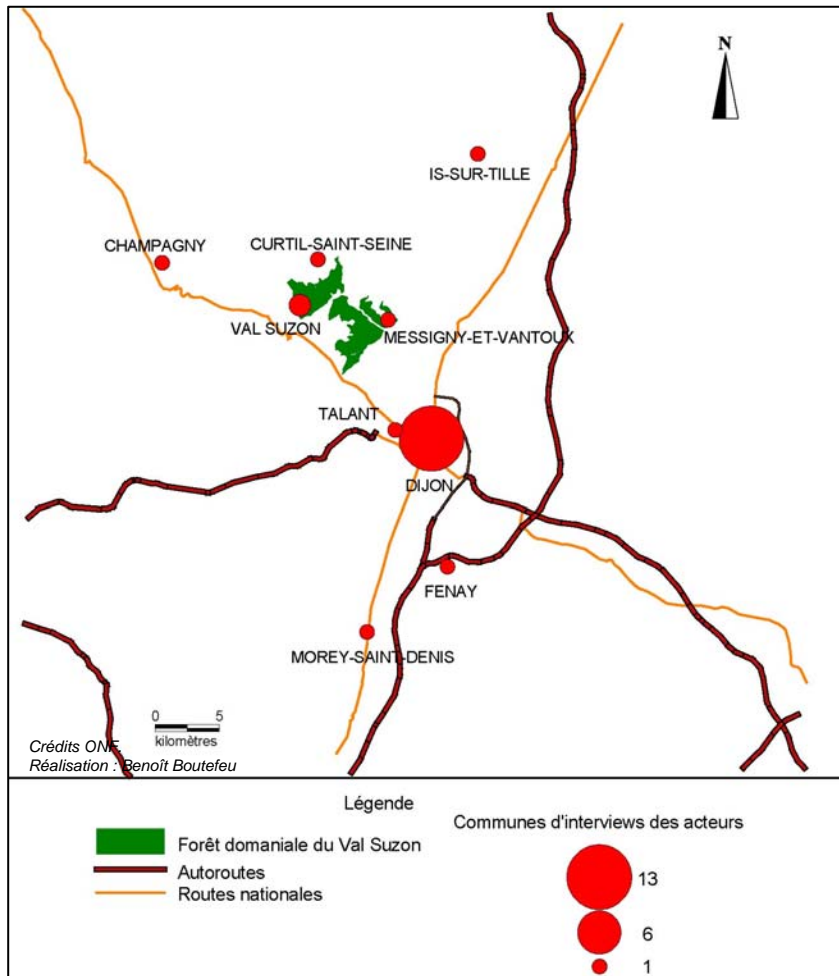 N
IS-SUR-TILLE
CHAMPAGNY
CURTIL-SAINT-SEINE
VAL SUZON
MESSIGNY-ET-VANTOUX
TALANT
DIJON
FENAY
MOREY-SAINT-DENIS
0 5
kilomètres
Crédits ONF.
Réalisation : Benoît Boutefeu
Légende
Communes d'interviews des acteurs
Forêt domaniale du Val Suzon
Autoroutes
Routes nationales
13
6
1